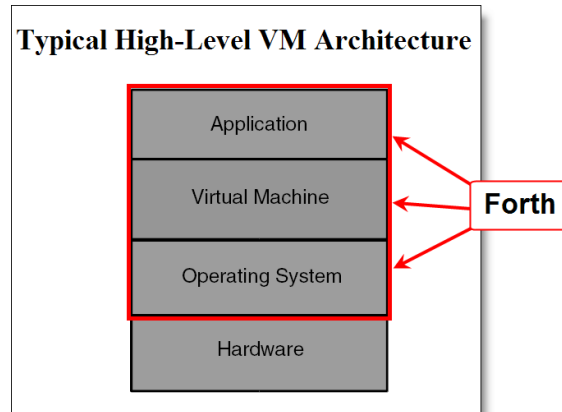 Typical High-Level VM Architecture
Application
Virtual Machine
Forth
Operating System
Hardware